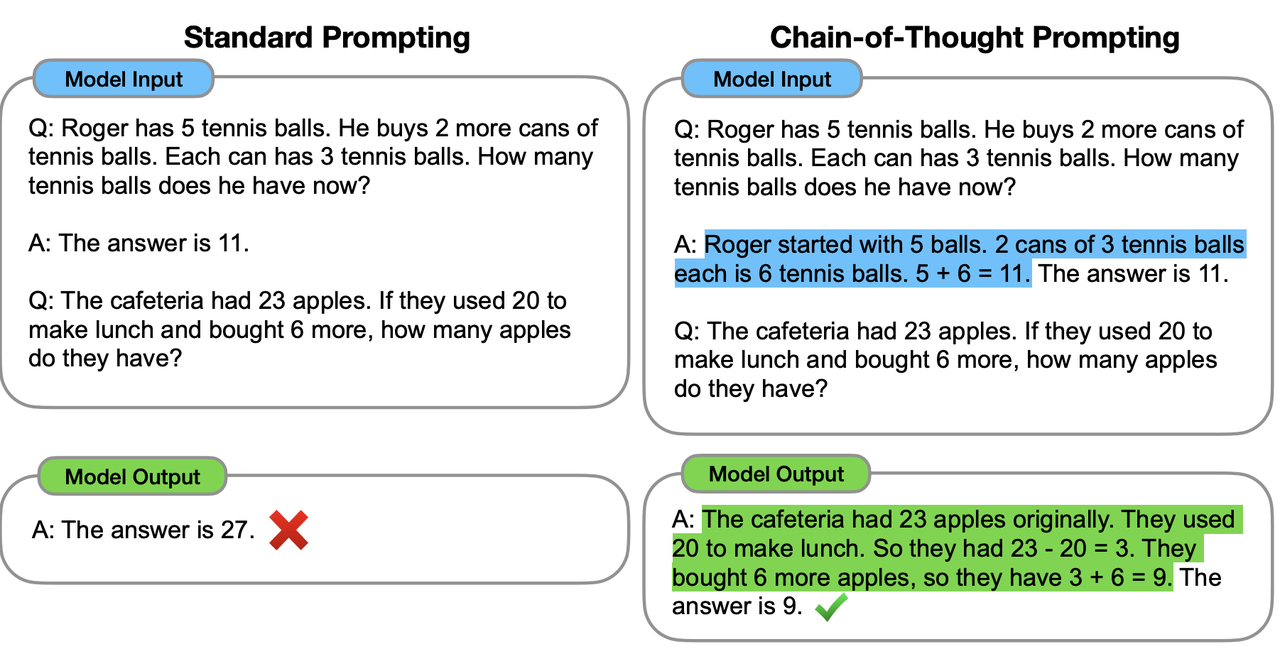 Standard Prompting
Model Input
Q: Roger has 5 tennis balls. He buys 2 more cans of
tennis balls. Each can has 3 tennis balls. How many
tennis balls does he have now?
A: The answer is 11.
Q: The cafeteria had 23 apples. If they used 20 to
make lunch and bought 6 more, how many apples
do they have?
Model Output
A: The answer is 27.
Chain-of-Thought Prompting
Model Input
Q: Roger has 5 tennis balls. He buys 2 more cans of
tennis balls. Each can has 3 tennis balls. How many
tennis balls does he have now?
A: Roger started with 5 balls. 2 cans of 3 tennis balls
each is 6 tennis balls. 5 + 6 = 11. The answer is 11.
Q: The cafeteria had 23 apples. If they used 20 to
make lunch and bought 6 more, how many apples
do they have?
Model Output
A: The cafeteria had 23 apples originally. They used
20 to make lunch. So they had 23 - 20 = 3. They
bought 6 more apples, so they have 3 + 6 = 9. The
answer is 9.